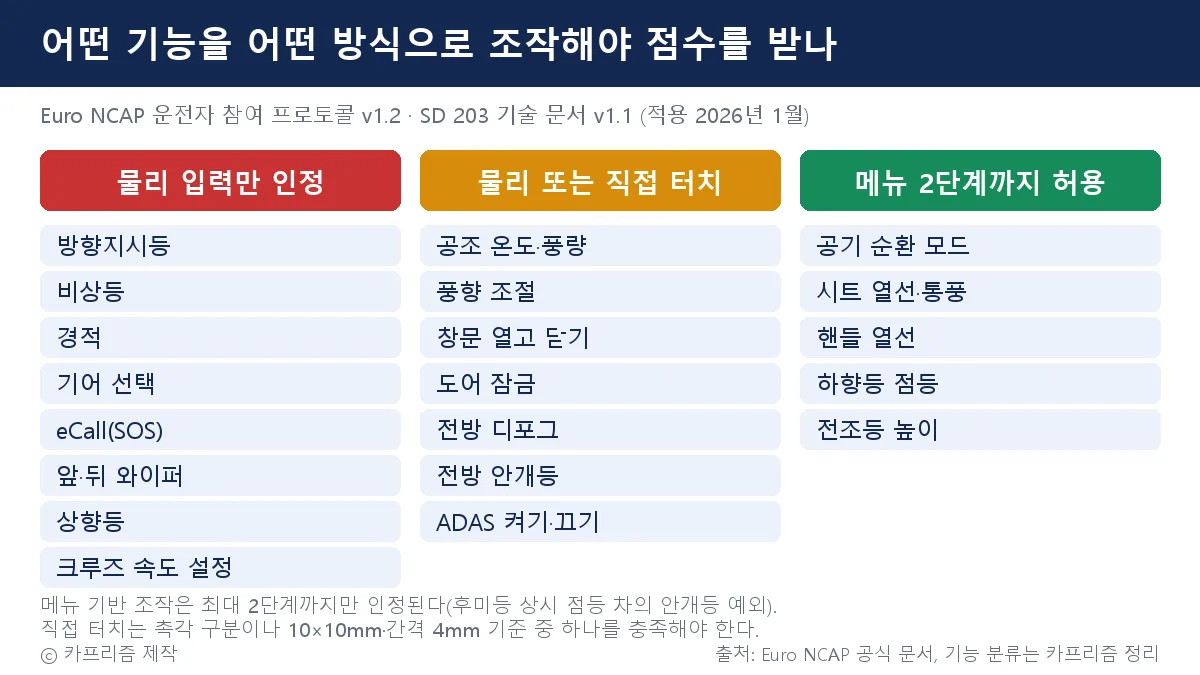 어떤 기능을 어떤 방식으로 조작해야 점수를 받나
Euro NCAP 운전자 참여 프로토콜 v1.2 · SD 203 기술 문서 v1.1 (적용 2026년 1월)
물리 입력만 인정
방향지시등
비상등
경적
기어 선택
eCall(SOS)
앞·뒤 와이퍼
상향등
크루즈 속도 설정
물리 또는 직접 터치
공조 온도·풍량
풍향 조절
창문 열고 닫기
도어 잠금
전방 디포그
전방 안개등
ADAS 켜기·끄기
메뉴 2단계까지 허용
공기 순환 모드
시트 열선·통풍
핸들 열선
하향등 점등
전조등 높이
메뉴 기반 조작은 최대 2단계까지만 인정된다(후미등 상시 점등 차의 안개등 예외).
직접 터치는 촉각 구분이나 10×10mm·간격 4mm 기준 중 하나를 충족해야 한다.
© 카프리즘 제작
출처: Euro NCAP 공식 문서, 기능 분류는 카프리즘 정리